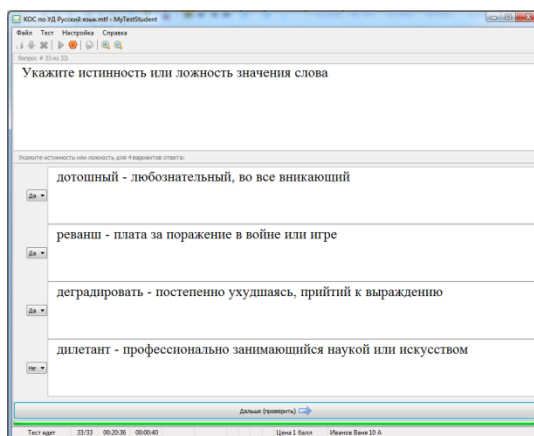 КОС по УД Русский язык.mtf - MyTestStudent
Файл Тест Настройка Справка
Вопрос # 33 из 33:
Укажите истинность или ложность значения слова
Укажите истинность или ложность для 4 вариантов ответа:
дотошный - любознательный, во все вникающий
Да
реванш - плата за поражение в войне или игре
Да
деградировать - постепенно ухудшаясь, прийтий к выраждению
Да
дилетант - профессионально занимающийся наукой или искусством
Не
Дальше (проверить)
Тест идет 33/33 00:20:36 00:00:40 Цена 1 балл Иванов Ваня 10 А